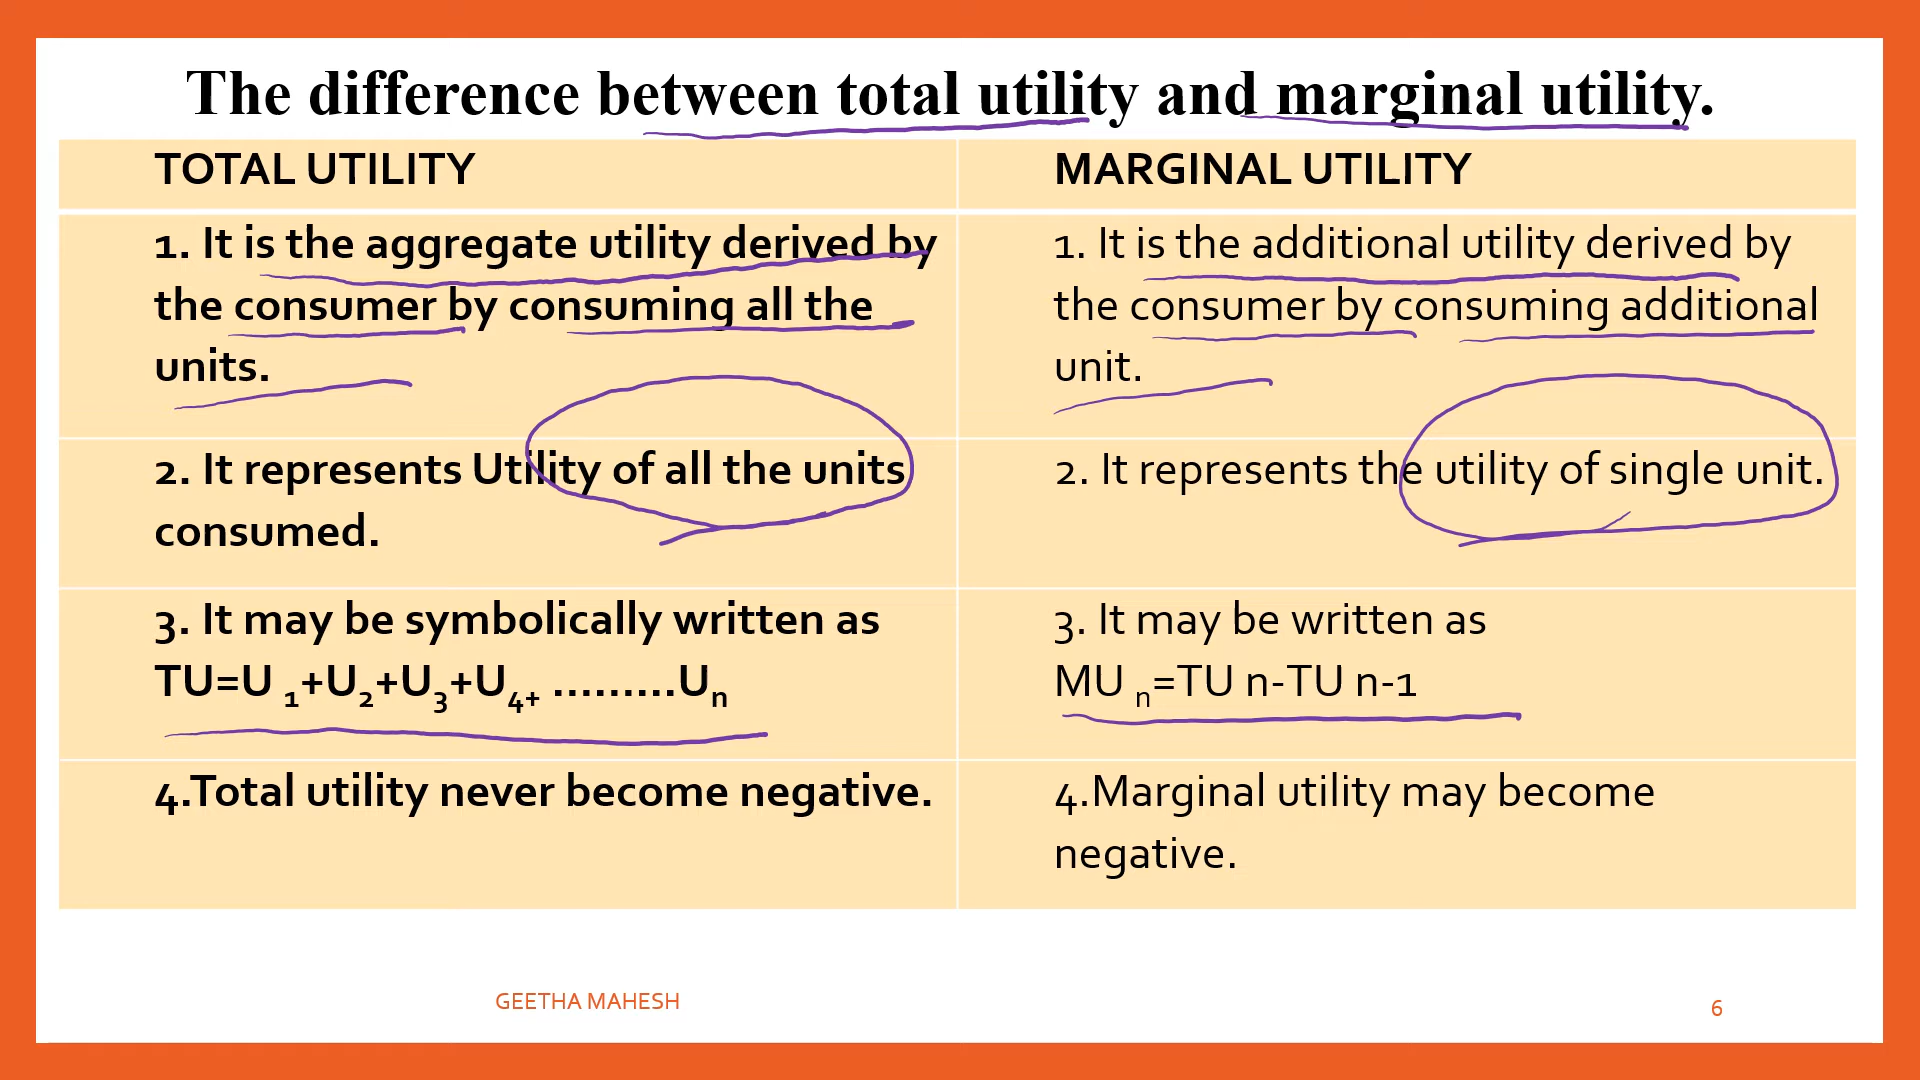 The difference between total utility and marginal utility.
TOTAL UTILITY
MARGINAL UTILITY
1. It is the aggregate utility derived by
the consumer by consuming all the
units.
1. It is the additional utility derived by
the consumer by consuming additional
unit.
2. It represents Utility of all the units
consumed.
2. It represents the utility of single unit.
3. It may be symbolically written as
TU=U 1+U2+U3+U4+ .........Un
3. It may be written as
MU n=TU n-TU n-1
4.Total utility never become negative.
4.Marginal utility may become
negative.
GEETHA MAHESH
6